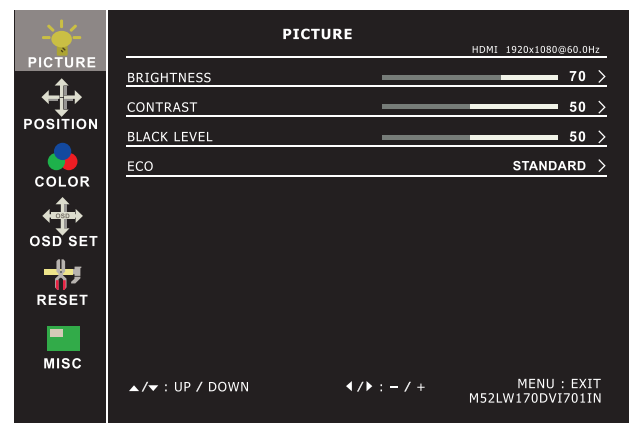 PICTURE
HDMI 1920x1080@60.0Hz
PICTURE
POSITION
COLOR
OSD
OSD SET
RESET
MISC
BRIGHTNESS 70 >
CONTRAST 50 >
BLACK LEVEL 50 >
ECO STANDARD >
▲/▼ : UP / DOWN ◀/▶ : – / + MENU : EXIT
M52LW170DVI701IN